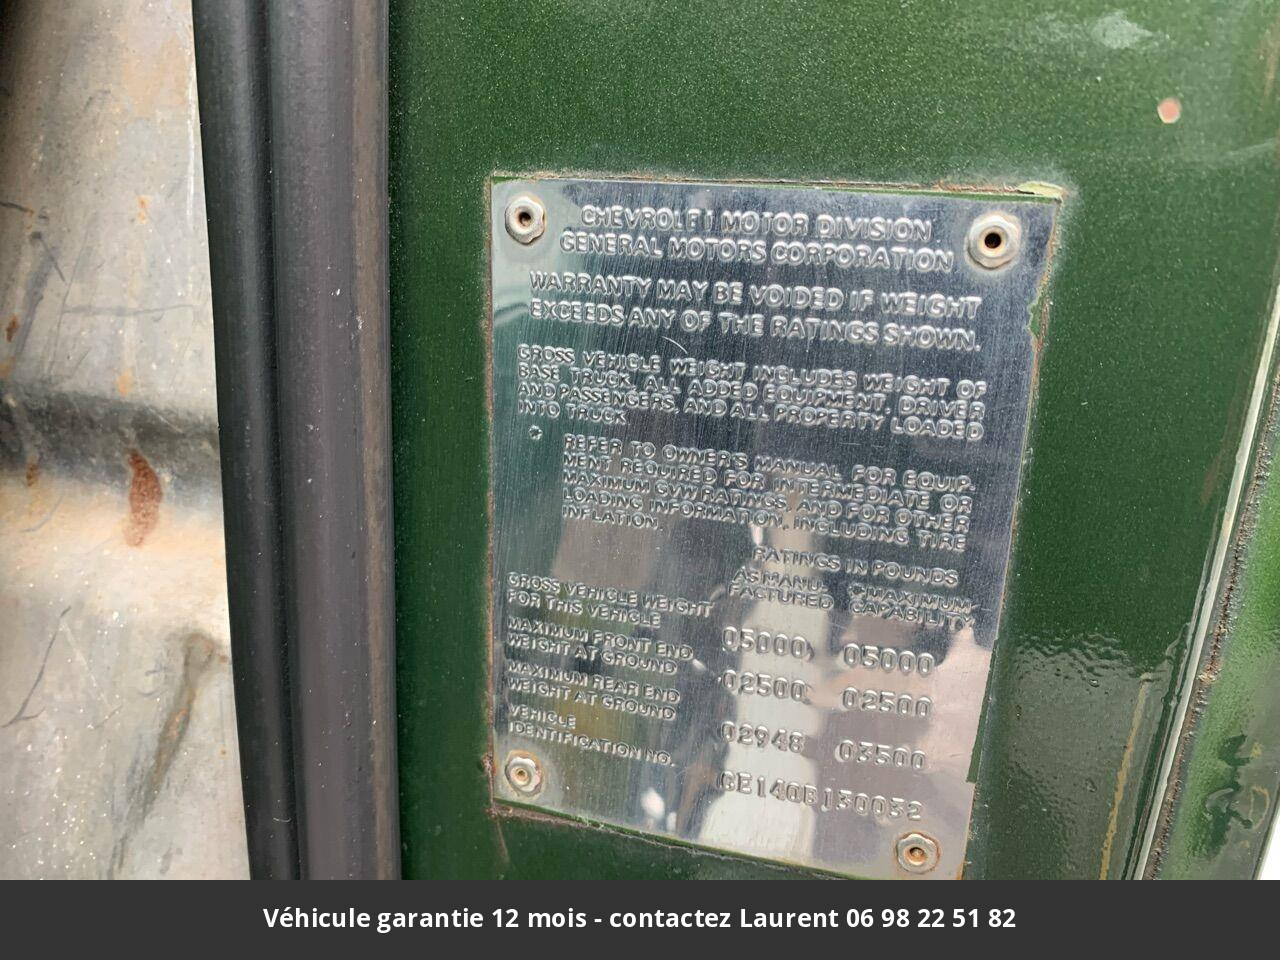 CHEVROLET MOTOR DIVISION
GENERAL MOTORS CORPORATION
WARRANTY MAY BE VOIDED IF WEIGHT
EXCEEDS ANY OF THE RATINGS SHOWN.
GROSS VEHICLE WEIGHT INCLUDES WEIGHT OF
BASE TRUCK, ALL ADDED EQUIPMENT, DRIVER
AND PASSENGERS, AND ALL PROPERTY LOADED
INTO TRUCK
* REFER TO OWNER'S MANUAL FOR EQUIP-
MENT REQUIRED FOR INTERMEDIATE OR
MAXIMUM GVW RATINGS, AND FOR OTHER
LOADING INFORMATION, INCLUDING TIRE
INFLATION.
RATINGS IN POUNDS
AS MANU- *MAXIMUM
FACTURED CAPABILITY
GROSS VEHICLE WEIGHT
FOR THIS VEHICLE 05000 05000
MAXIMUM FRONT END
WEIGHT AT GROUND 02500 02500
MAXIMUM REAR END
WEIGHT AT GROUND 02948 03500
VEHICLE
IDENTIFICATION NO. CE140B130032
Véhicule garantie 12 mois - contactez Laurent 06 98 22 51 82